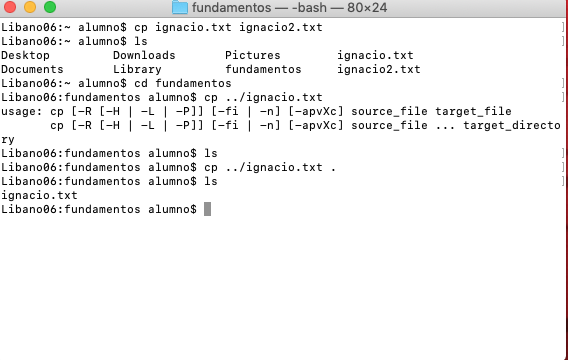 fundamentos — -bash — 80×24
Libano06:~ alumno$ cp ignacio.txt ignacio2.txt
Libano06:~ alumno$ ls
Desktop Downloads Pictures ignacio.txt
Documents Library fundamentos ignacio2.txt
Libano06:~ alumno$ cd fundamentos
Libano06:fundamentos alumno$ cp ../ignacio.txt
usage: cp [-R [-H | -L | -P]] [-fi | -n] [-apvXc] source_file target_file
cp [-R [-H | -L | -P]] [-fi | -n] [-apvXc] source_file ... target_directo
ry
Libano06:fundamentos alumno$ ls
Libano06:fundamentos alumno$ cp ../ignacio.txt .
Libano06:fundamentos alumno$ ls
ignacio.txt
Libano06:fundamentos alumno$